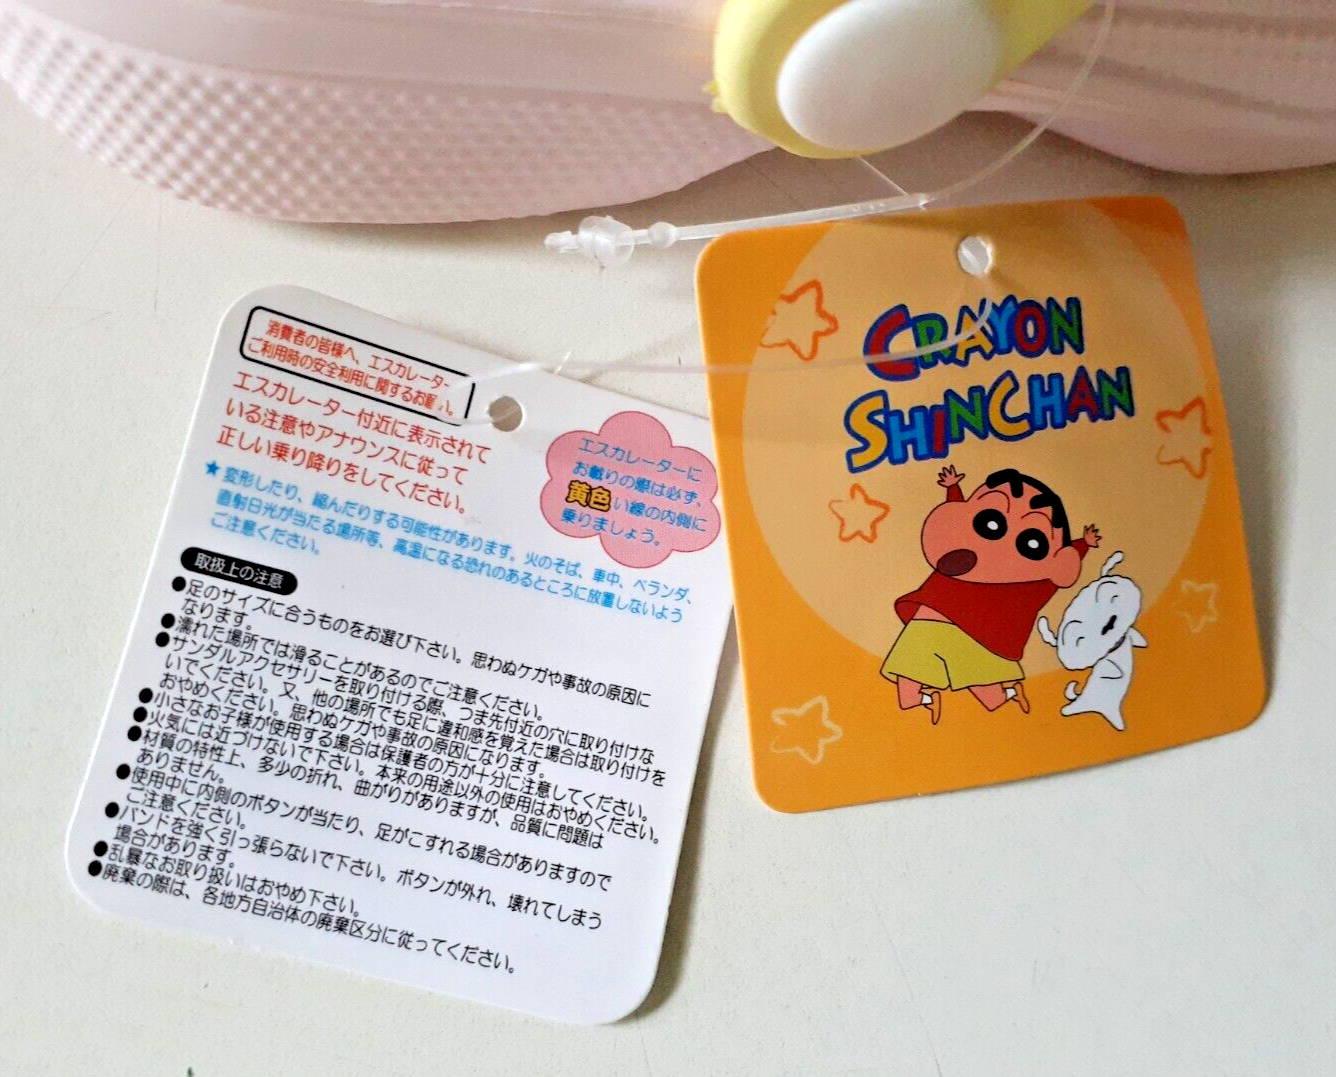 消費者の皆様へ、エスカレーター
ご利用時の安全利用に関するお願い。
エスカレーター付近に表示されて
いる注意やアナウンスに従って
正しい乗り降りをしてください。
エスカレーターに
お載りの際は必ず、
黄色い線の内側に
乗りましょう。
★変形したり、縮んだりする可能性があります。火のそば、車中、ベランダ、
直射日光が当たる場所等、高温になる恐れのあるところに放置しないよう
ご注意ください。
取扱上の注意
●足のサイズに合うものをお選び下さい。思わぬケガや事故の原因に
なります。
●濡れた場所では滑ることがあるのでご注意ください。
●サンダルアクセサリーを取り付ける際、つま先付近の穴に取り付けな
いでください。又、他の場所でも足に違和感を覚えた場合は取り付けを
おやめください。思わぬケガや事故の原因になります。
●小さなお子様が使用する場合は保護者の方が十分に注意してください。
●火気には近づけないで下さい。本来の用途以外の使用はおやめください。
●材質の特性上、多少の折れ、曲がりがありますが、品質に問題は
ありません。
●使用中に内側のボタンが当たり、足がこすれる場合がありますので
ご注意ください。
●バンドを強く引っ張らないで下さい。ボタンが外れ、壊れてしまう
場合があります。
●乱暴なお取り扱いはおやめ下さい。
●廃棄の際は、各地方自治体の廃棄区分に従ってください。
CRAYON
SHINCHAN